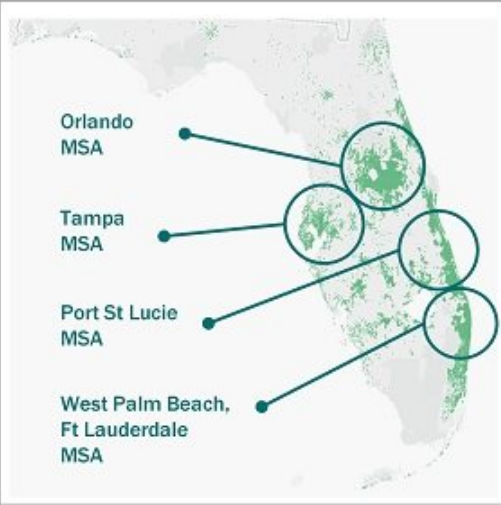 Orlando
MSA
Tampa
MSA
Port St Lucie
MSA
West Palm Beach,
Ft Lauderdale
MSA